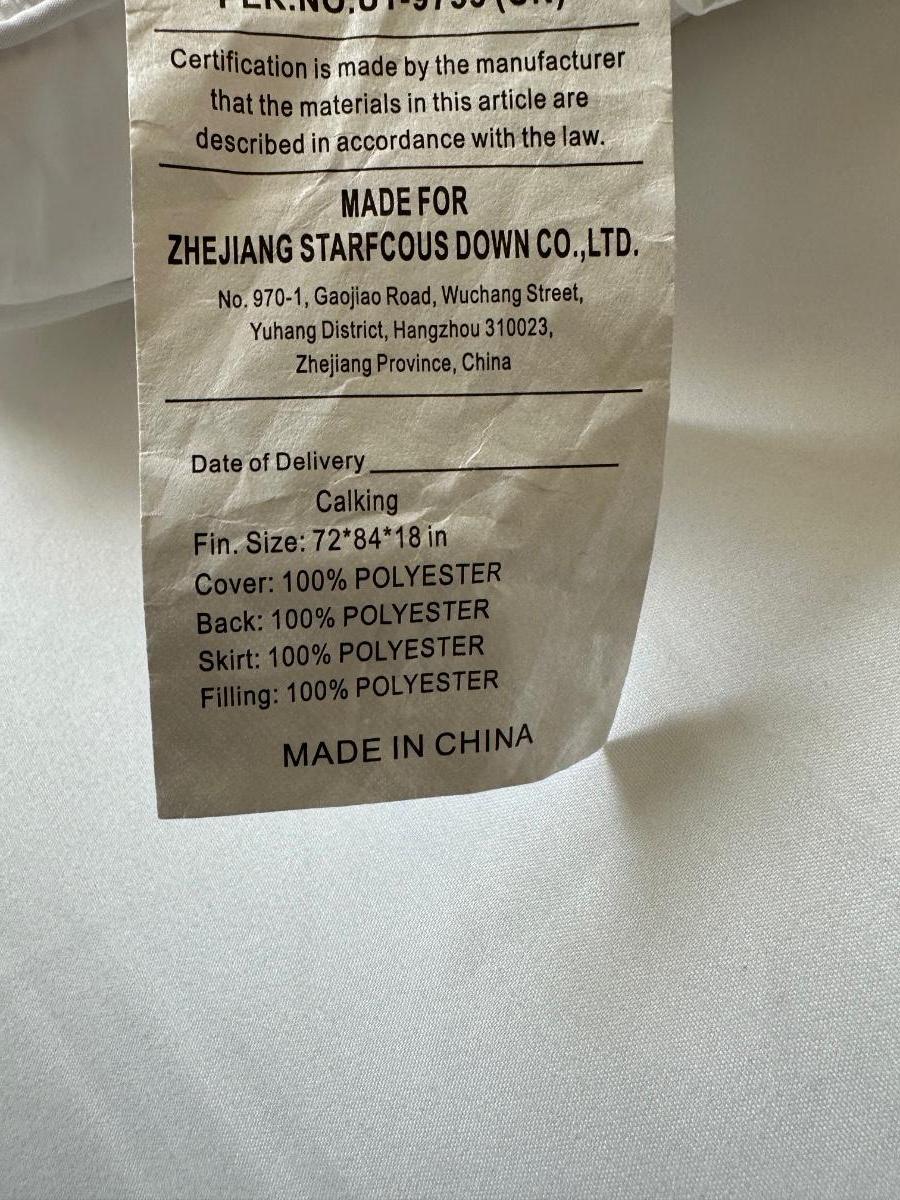 Certification is made by the manufacturer
that the materials in this article are
described in accordance with the law.
MADE FOR
ZHEJIANG STARFCOUS DOWN CO.,LTD.
No. 970-1, Gaojiao Road, Wuchang Street,
Yuhang District, Hangzhou 310023,
Zhejiang Province, China
Date of Delivery
Calking
Fin. Size: 72*84*18 in
Cover: 100% POLYESTER
Back: 100% POLYESTER
Skirt: 100% POLYESTER
Filling: 100% POLYESTER
MADE IN CHINA